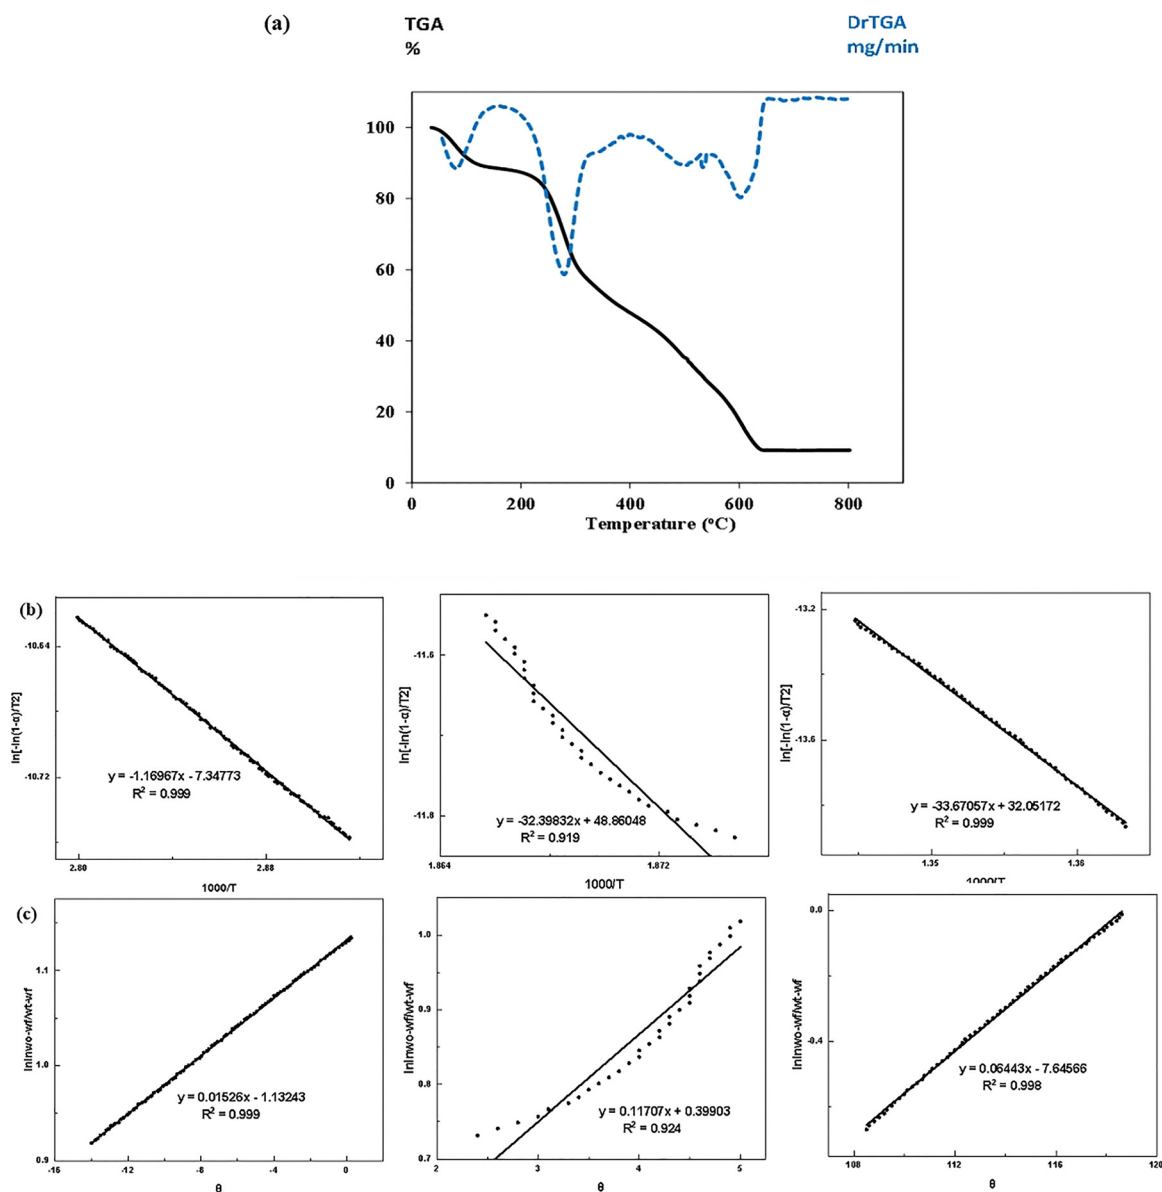 (a)
TGA
%
DrTGA
mg/min
100
80
60
40
20
0
0 200 400 600 800
Temperature (°C)
(b)
ln[-ln(1-α)/T2]
-10.64
-10.72
y = -1.16967x - 7.34773
R² = 0.999
2.80 2.88
1000/T
ln[-ln(1-α)/T2]
-11.6
-11.8
y = -32.39832x + 48.86048
R² = 0.919
1.864 1.872
1000/T
ln[-ln(1-α)/T2]
-13.2
-13.6
y = -33.67057x + 32.05172
R² = 0.999
1.35 1.36
1000/T
(c)
lnlnwo-wf/wt-wf
1.1
1.0
0.9
y = 0.01526x - 1.13243
R² = 0.999
-16 -12 -8 -4 0
θ
lnlnwo-wf/wt-wf
1.0
0.9
0.8
0.7
y = 0.11707x + 0.39903
R² = 0.924
2 3 4 5
θ
lnlnwo-wf/wt-wf
0.0
-0.4
y = 0.06443x - 7.64566
R² = 0.998
108 112 116 120
θ